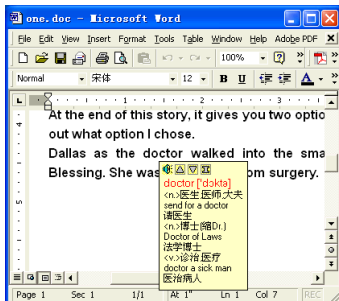 one.doc - Microsoft Word
File Edit View Insert Format Tools Table Window Help Adobe PDF
100%
Normal 宋体 12 B U A
1 2 3
At the end of this story, it gives you two optio
out what option I chose.
Dallas as the doctor walked into the sma
Blessing. She was om surgery.
doctor ['dɔktə]
<n.>医生;医师;大夫
send for a doctor
请医生
<n.>博士(缩Dr.)
Doctor of Laws
法学博士
<v.>诊治;医疗
doctor a sick man
医治病人
Page 1 Sec 1 1/1 At 1" Ln 1 Col 7 REC